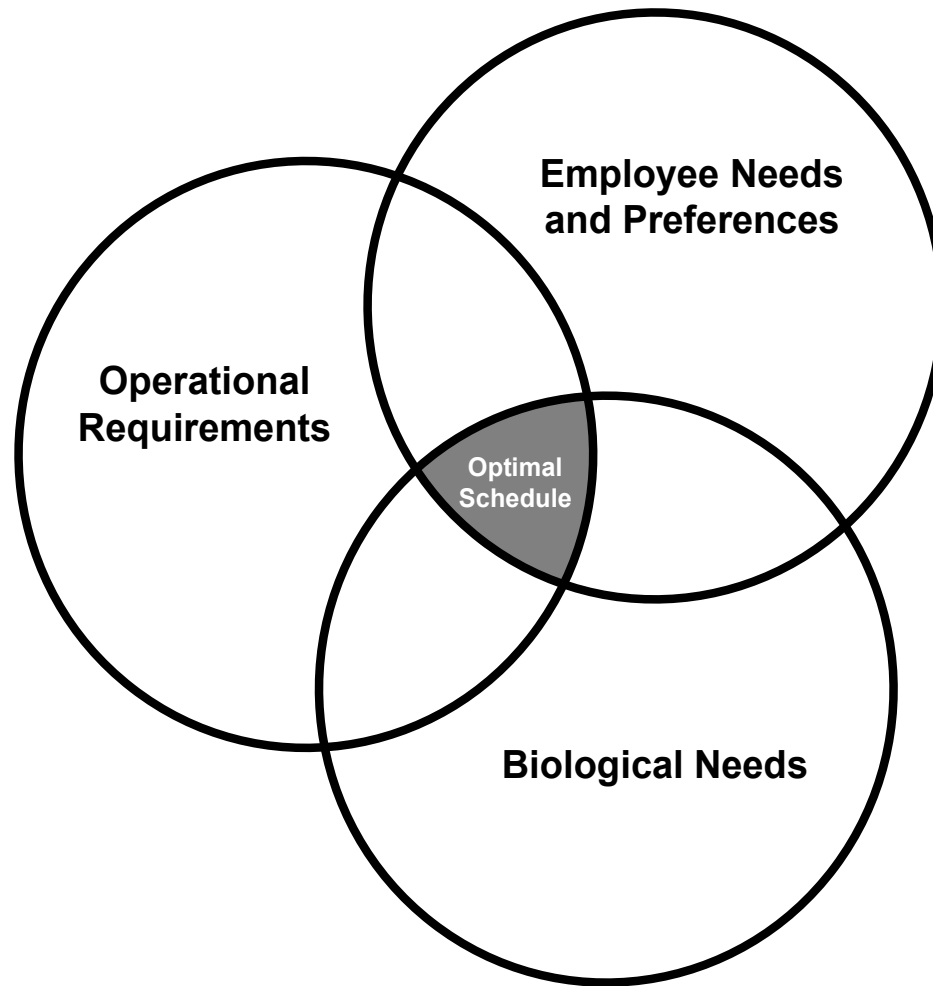 Employee Needs
and Preferences
Operational
Requirements
Optimal
Schedule
Biological Needs